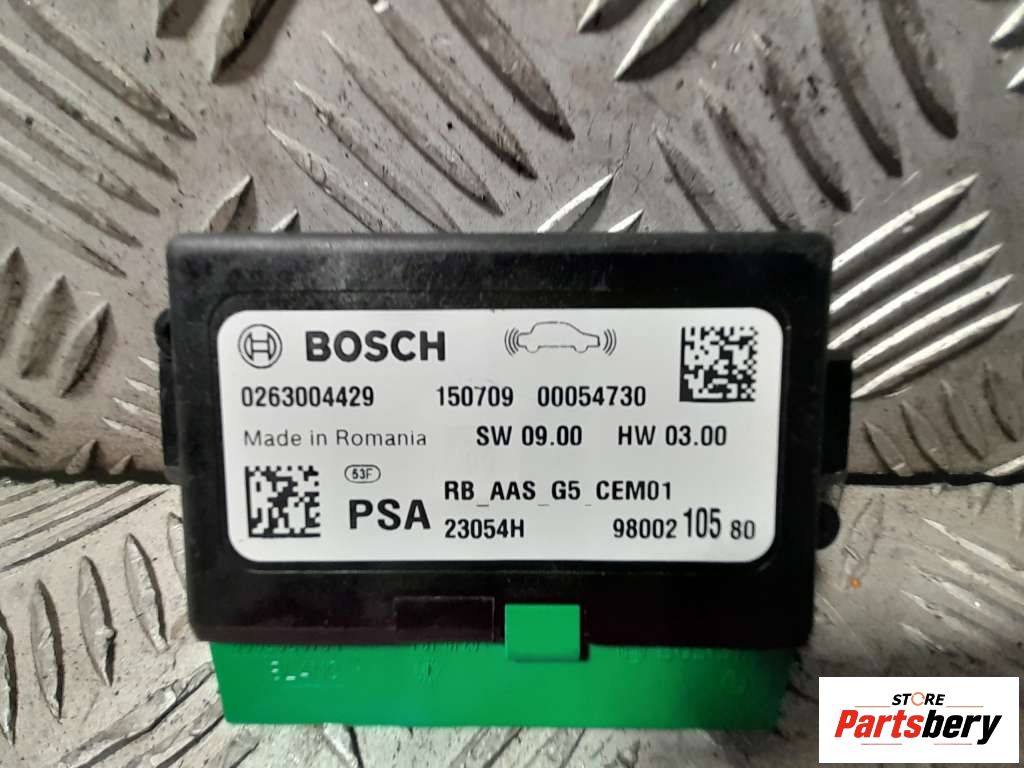 BOSCH
0263004429 150709 00054730
Made in Romania SW 09.00 HW 03.00
53F
PSA RB_AAS_G5_CEM01
23054H 98002 105 80
STORE
Partsbery